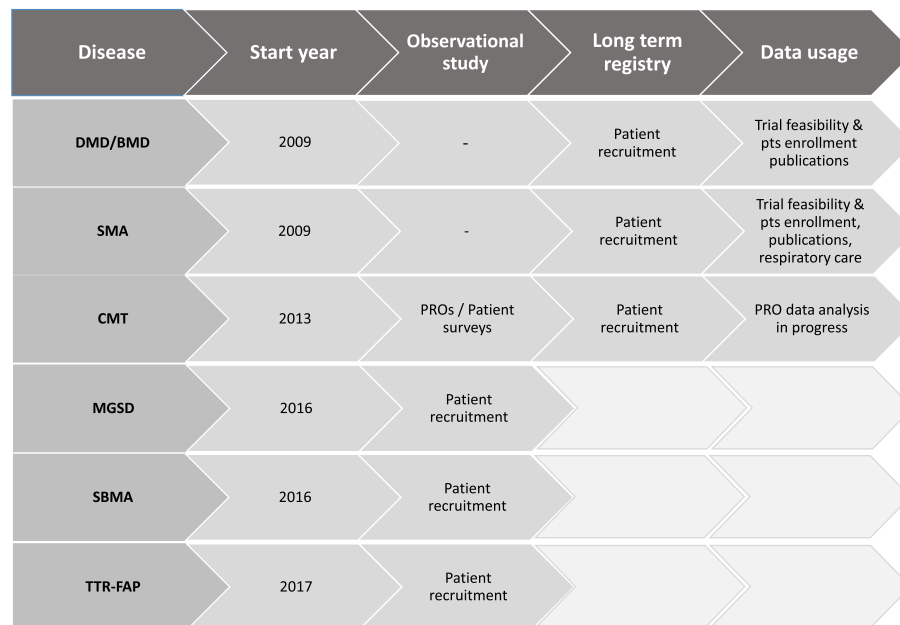 Disease
Start year
Observational
study
Long term
registry
Data usage
DMD/BMD
2009
-
Patient
recruitment
Trial feasibility &
pts enrollment
publications
SMA
2009
-
Patient
recruitment
Trial feasibility &
pts enrollment,
publications,
respiratory care
CMT
2013
PROs / Patient
surveys
Patient
recruitment
PRO data analysis
in progress
MGSD
2016
Patient
recruitment
SBMA
2016
Patient
recruitment
TTR-FAP
2017
Patient
recruitment